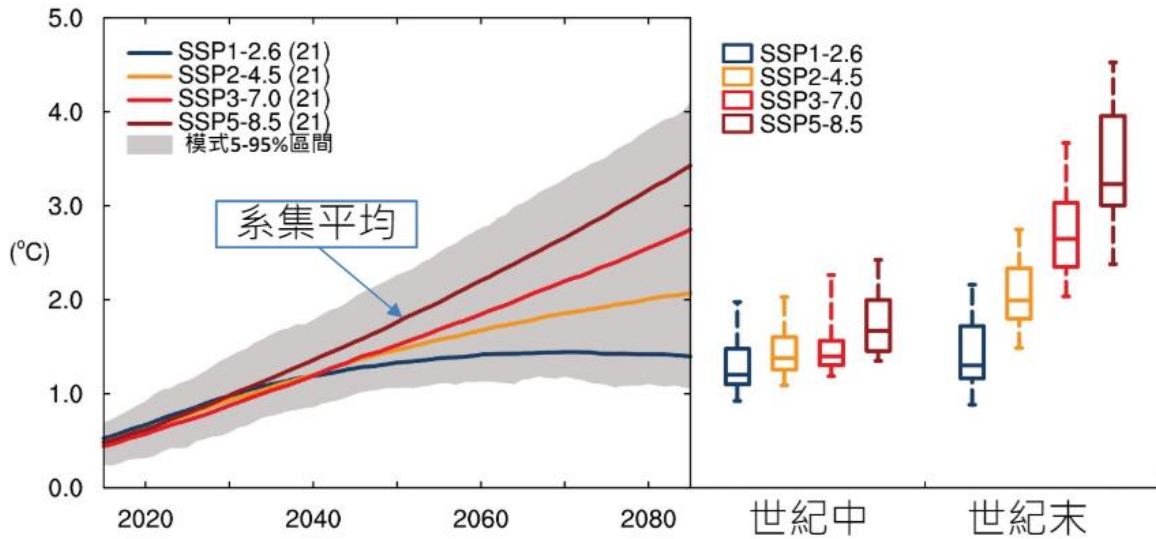 5.0
4.0
3.0
2.0
1.0
0.0
(°C)
SSP1-2.6 (21)
SSP2-4.5 (21)
SSP3-7.0 (21)
SSP5-8.5 (21)
模式5-95%區間
系集平均
2020 2040 2060 2080
SSP1-2.6
SSP2-4.5
SSP3-7.0
SSP5-8.5
世紀中 世紀末